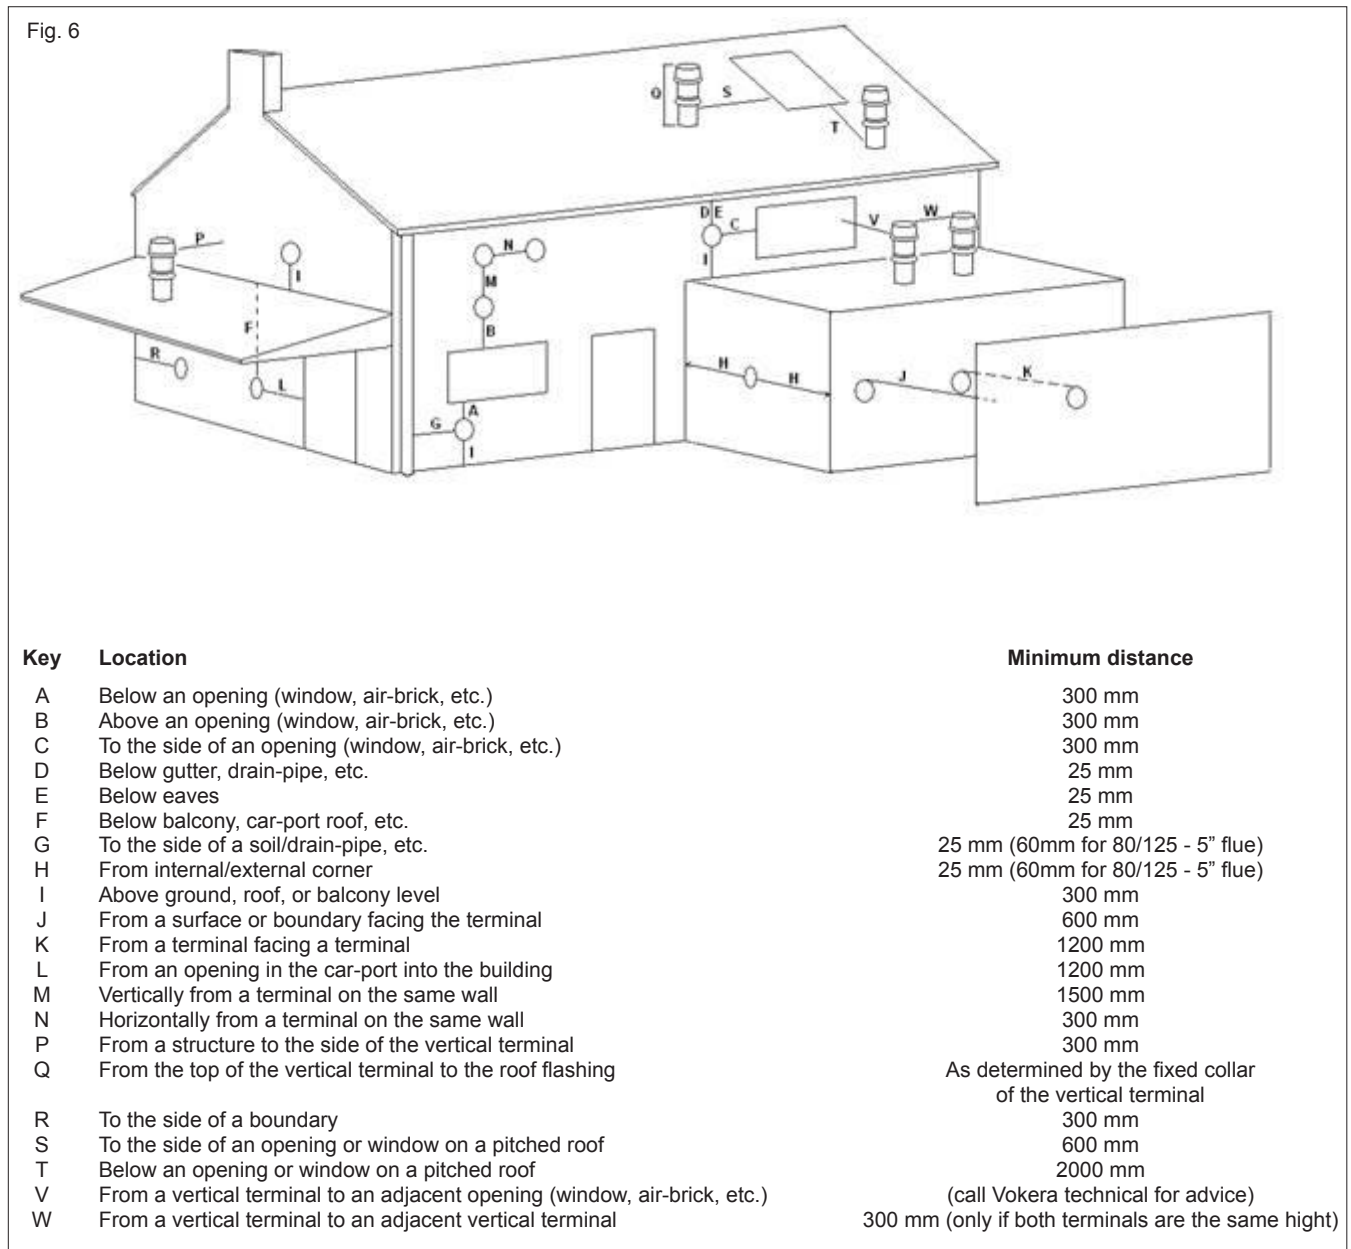 Fig. 6
Q
S
T
D E
C
V
W
I
P
I
N
M
B
F
R
L
A
G
I
H
H
J
K
Key Location Minimum distance
A Below an opening (window, air-brick, etc.) 300 mm
B Above an opening (window, air-brick, etc.) 300 mm
C To the side of an opening (window, air-brick, etc.) 300 mm
D Below gutter, drain-pipe, etc. 25 mm
E Below eaves 25 mm
F Below balcony, car-port roof, etc. 25 mm
G To the side of a soil/drain-pipe, etc. 25 mm (60mm for 80/125 - 5” flue)
H From internal/external corner 25 mm (60mm for 80/125 - 5” flue)
I Above ground, roof, or balcony level 300 mm
J From a surface or boundary facing the terminal 600 mm
K From a terminal facing a terminal 1200 mm
L From an opening in the car-port into the building 1200 mm
M Vertically from a terminal on the same wall 1500 mm
N Horizontally from a terminal on the same wall 300 mm
P From a structure to the side of the vertical terminal 300 mm
Q From the top of the vertical terminal to the roof flashing As determined by the fixed collar
of the vertical terminal
R To the side of a boundary 300 mm
S To the side of an opening or window on a pitched roof 600 mm
T Below an opening or window on a pitched roof 2000 mm
V From a vertical terminal to an adjacent opening (window, air-brick, etc.) (call Vokera technical for advice)
W From a vertical terminal to an adjacent vertical terminal 300 mm (only if both terminals are the same hight)